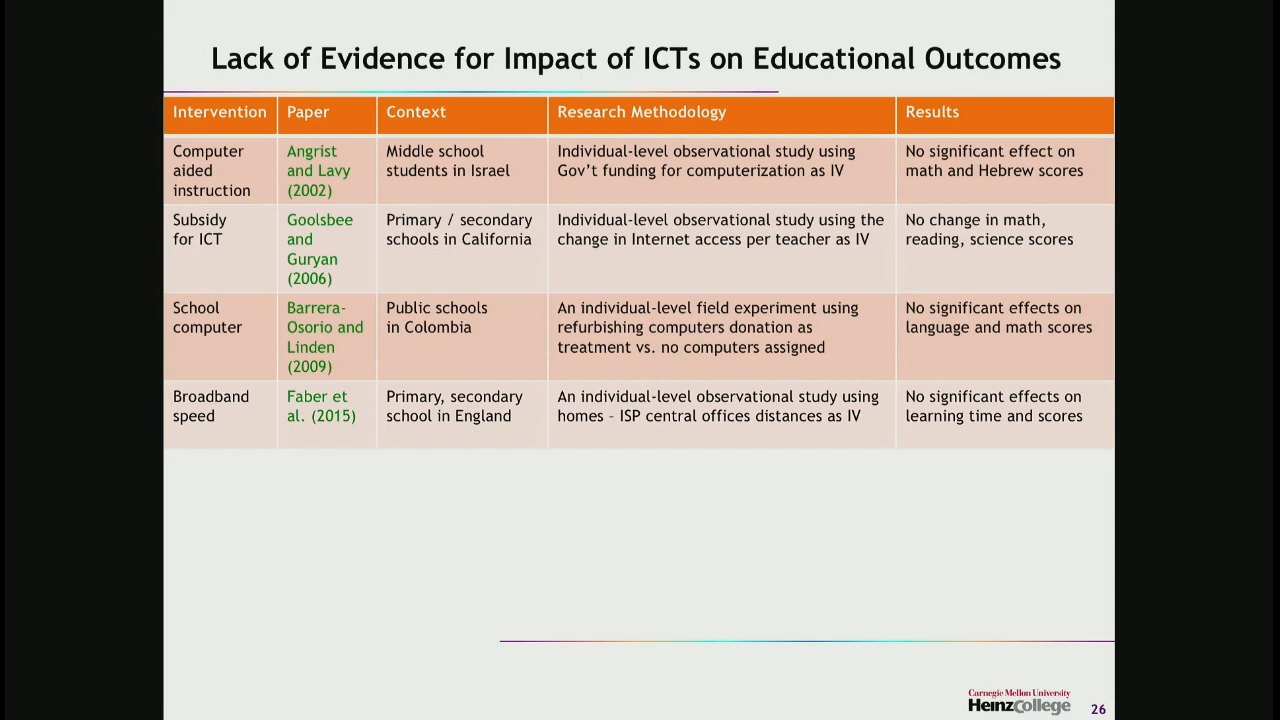 Lack of Evidence for Impact of ICTs on Educational Outcomes
Intervention
Paper
Context
Research Methodology
Results
Computer
aided
instruction
Angrist
and Lavy
(2002)
Middle school
students in Israel
Individual-level observational study using
Gov't funding for computerization as IV
No significant effect on
math and Hebrew scores
Subsidy
for ICT
Goolsbee
and
Guryan
(2006)
Primary / secondary
schools in California
Individual-level observational study using the
change in Internet access per teacher as IV
No change in math,
reading, science scores
School
computer
Barrera-
Osorio and
Linden
(2009)
Public schools
in Colombia
An individual-level field experiment using
refurbishing computers donation as
treatment vs. no computers assigned
No significant effects on
language and math scores
Broadband
speed
Faber et
al. (2015)
Primary, secondary
school in England
An individual-level observational study using
homes – ISP central offices distances as IV
No significant effects on
learning time and scores
Carnegie Mellon University
HeinzCollege
26